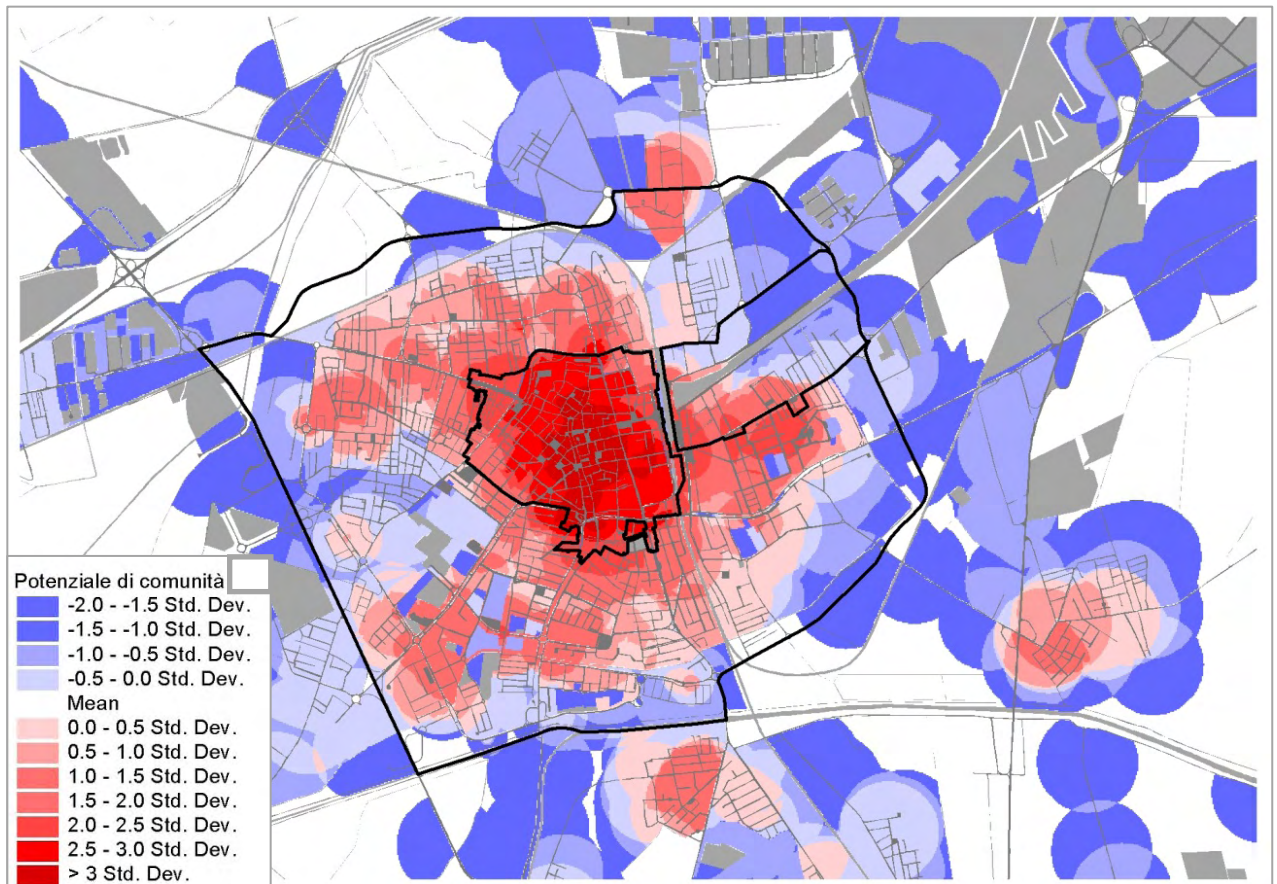 Potenziale di comunità
-2.0 - -1.5 Std. Dev.
-1.5 - -1.0 Std. Dev.
-1.0 - -0.5 Std. Dev.
-0.5 - 0.0 Std. Dev.
Mean
0.0 - 0.5 Std. Dev.
0.5 - 1.0 Std. Dev.
1.0 - 1.5 Std. Dev.
1.5 - 2.0 Std. Dev.
2.0 - 2.5 Std. Dev.
2.5 - 3.0 Std. Dev.
> 3 Std. Dev.